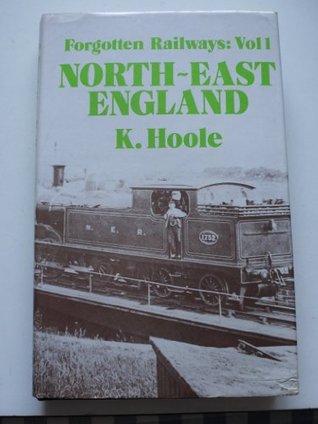 Forgotten Railways: Vol 1
NORTH~EAST
ENGLAND
K. Hoole
N. E. R.
1752